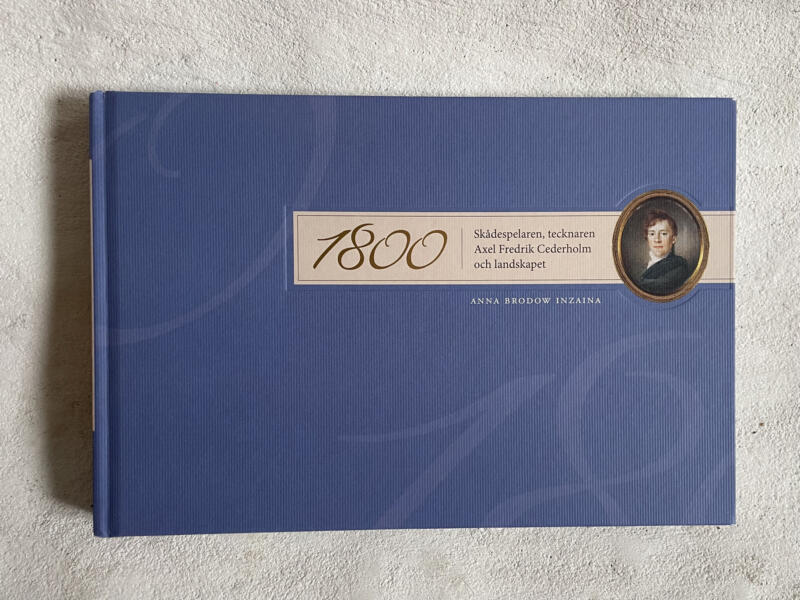 1800
Skådespelaren, tecknaren
Axel Fredrik Cederholm
och landskapet
ANNA BRODOW INZAINA